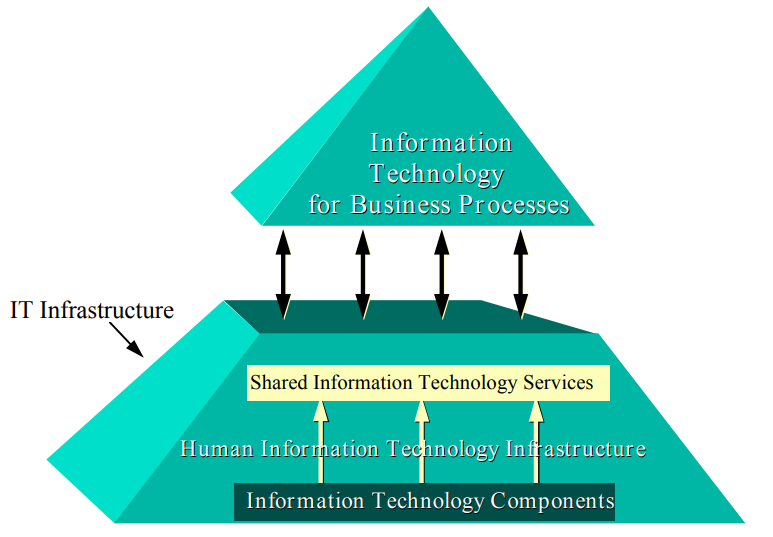 Information
Technology
for Business Processes
IT Infrastructure
Shared Information Technology Services
Human Information Technology Infrastructure
Information Technology Components